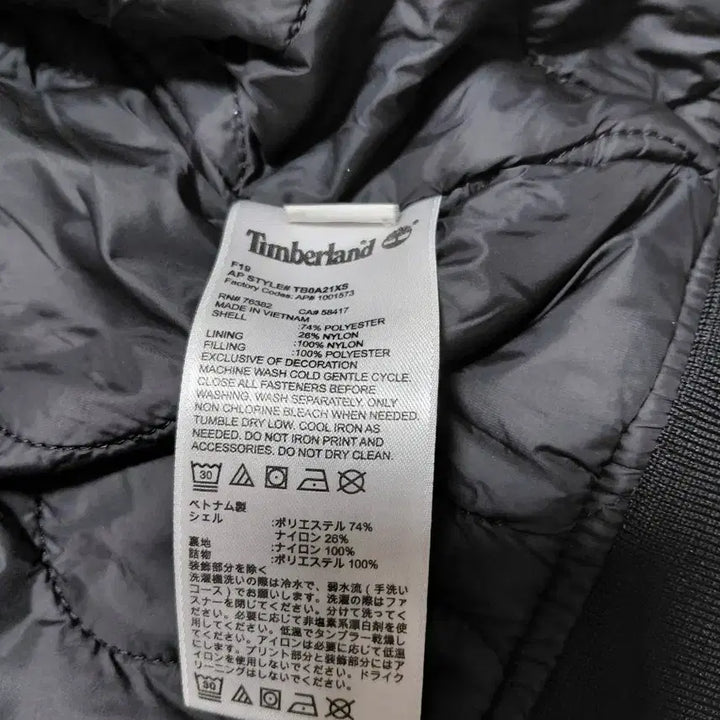 Timberland
F19
AP STYLE# TB0A21XS
Factory Codes: AP# 1001573
RN# 76382 CA# 58417
MADE IN VIETNAM
SHELL :74% POLYESTER
26% NYLON
LINING :100% NYLON
FILLING :100% POLYESTER
EXCLUSIVE OF DECORATION
MACHINE WASH COLD GENTLE CYCLE.
CLOSE ALL FASTENERS BEFORE
WASHING. WASH SEPARATELY. ONLY
NON CHLORINE BLEACH WHEN NEEDED.
TUMBLE DRY LOW. COOL IRON AS
NEEDED. DO NOT IRON PRINT AND
ACCESSORIES. DO NOT DRY CLEAN.
30
ベトナム製
シェル :ポリエステル 74%
ナイロン 26%
裏地 :ナイロン 100%
詰物 :ポリエステル 100%
装飾部分を除く
洗濯機洗いの際は冷水で、弱水流(手洗い
コース)でお願いします。洗濯の際はファ
スナーを閉じてください。分けて洗ってく
ださい。必要に応じて非塩素系漂白剤を使
用してください。低温でタンブラー乾燥し
てください。アイロンは必要に応じて低温
にします。プリント部分と装飾部分にはア
イロンを使用しないでください。ドライク
リーニングはしないでください。
30